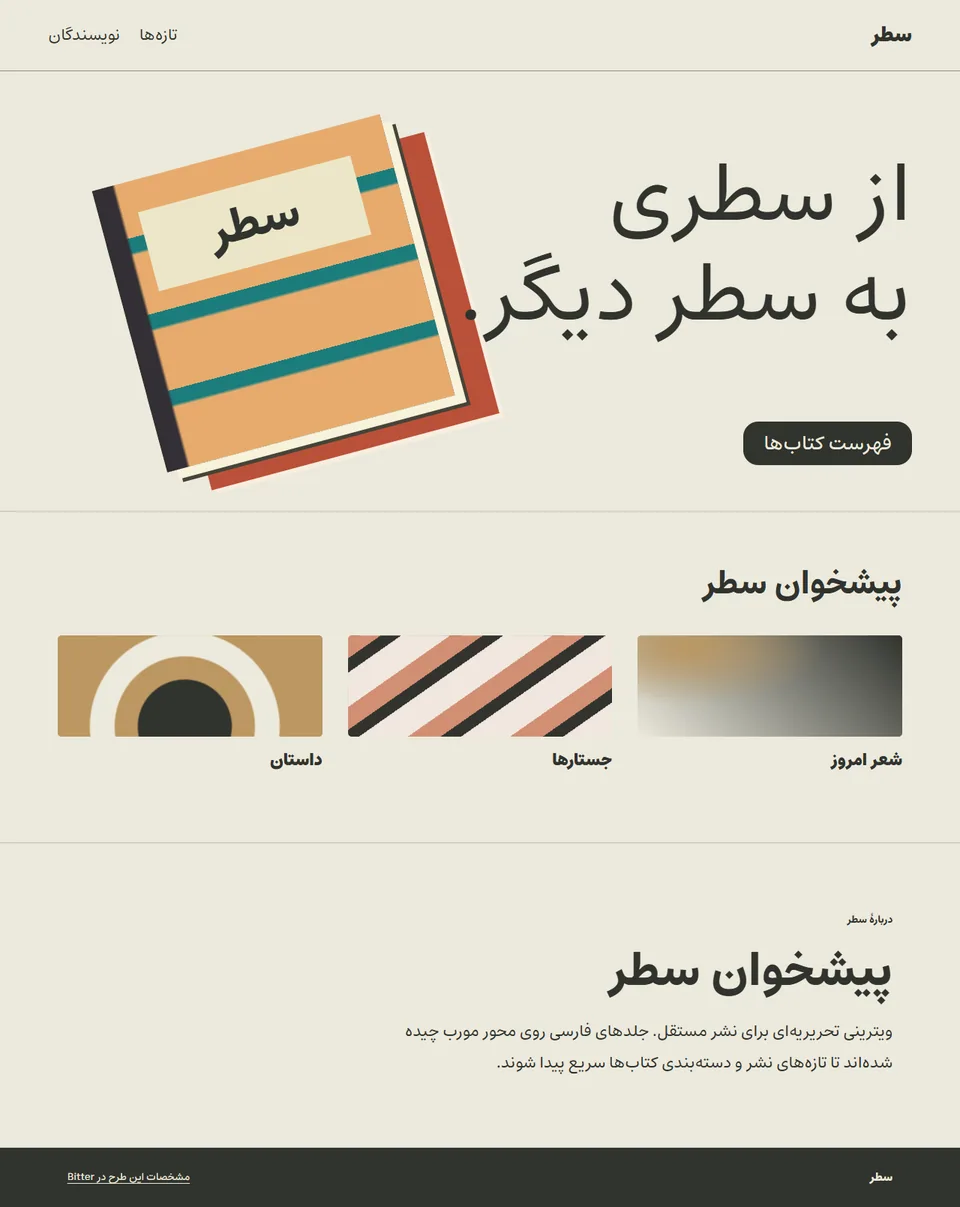 سطر
تازه‌ها
نویسندگان
از سطری
به سطر دیگر.
سطر
فهرست کتاب‌ها
پیشخوان سطر
شعر امروز
جستارها
داستان
دربارهٔ سطر
پیشخوان سطر
ویترینی تحریریه‌ای برای نشر مستقل. جلدهای فارسی روی محور مورب چیده
شده‌اند تا تازه‌های نشر و دسته‌بندی کتاب‌ها سریع پیدا شوند.
سطر
مشخصات این طرح در Bitter